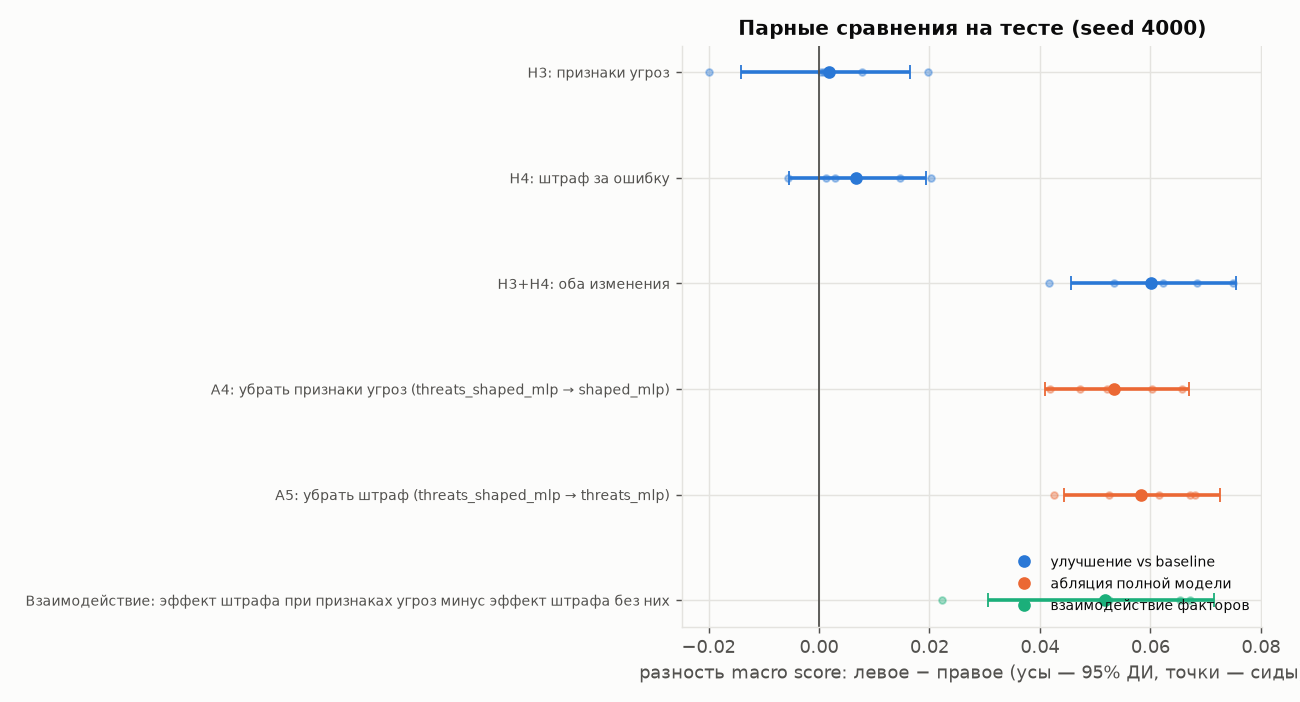 Парные сравнения на тесте (seed 4000)
H3: признаки угроз
H4: штраф за ошибку
H3+H4: оба изменения
A4: убрать признаки угроз (threats_shaped_mlp → shaped_mlp)
A5: убрать штраф (threats_shaped_mlp → threats_mlp)
улучшение vs baseline
абляция полной модели
Взаимодействие: эффект штрафа при признаках угроз минус эффект штрафа без них
взаимодействие факторов
−0.02 0.00 0.02 0.04 0.06 0.08
разность macro score: левое − правое (усы — 95% ДИ, точки — сиды